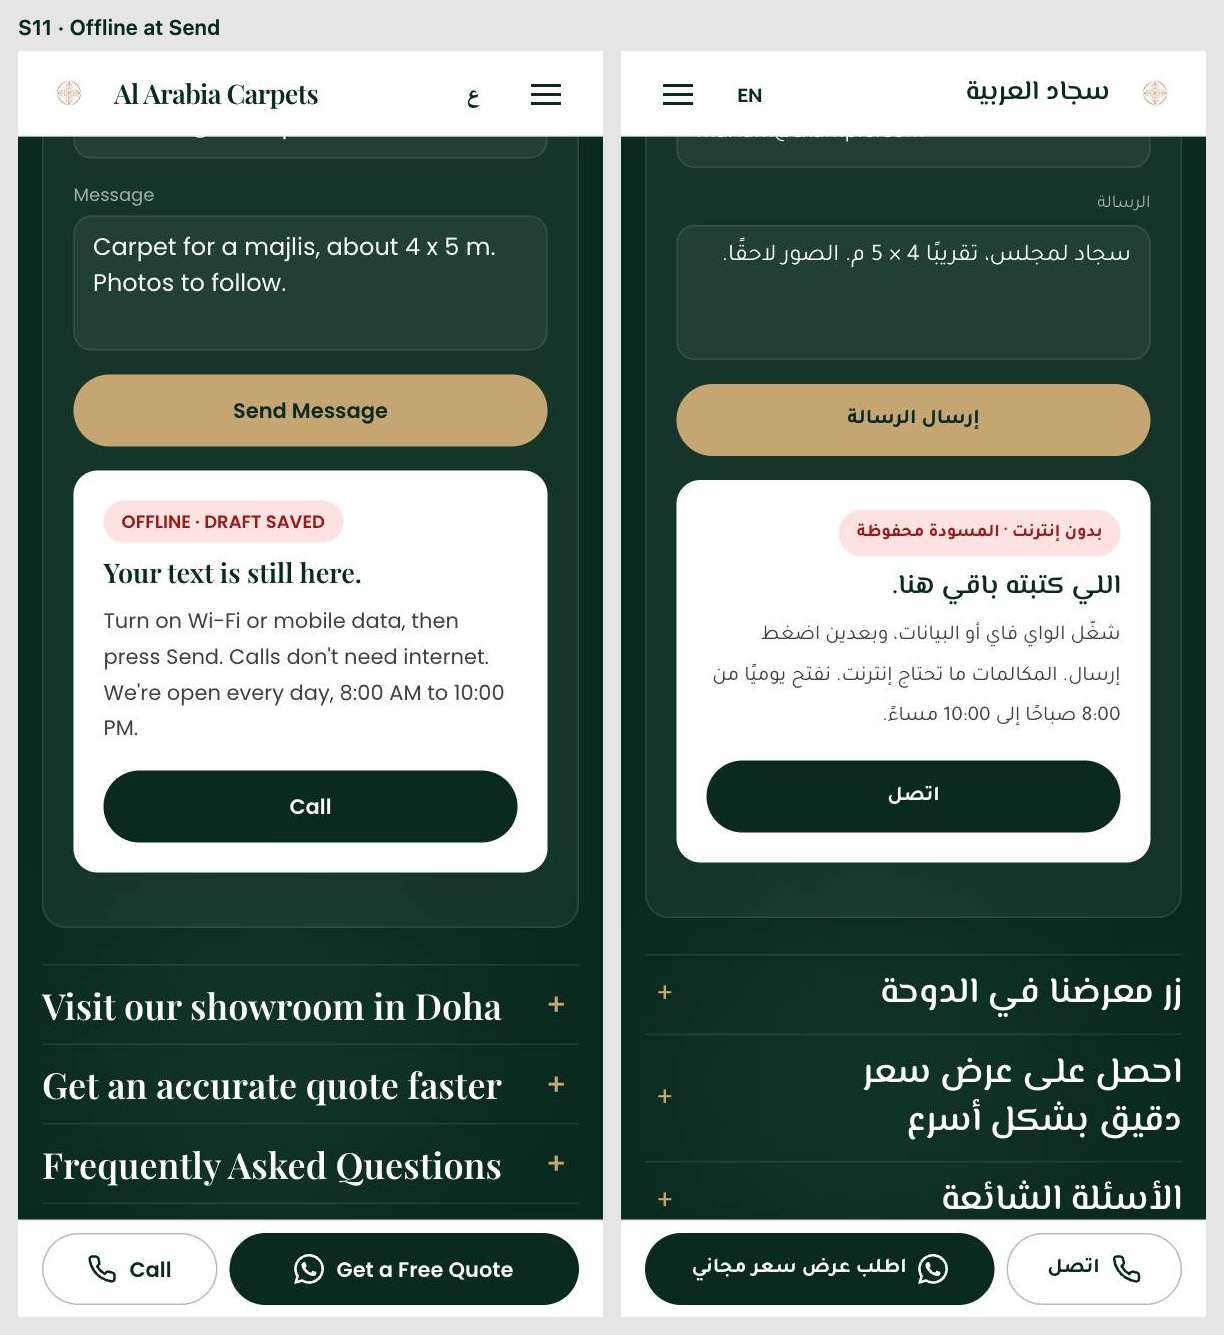 S11 · Offline at Send
Al Arabia Carpets
ع
Message
Carpet for a majlis, about 4 x 5 m.
Photos to follow.
Send Message
OFFLINE · DRAFT SAVED
Your text is still here.
Turn on Wi-Fi or mobile data, then
press Send. Calls don't need internet.
We're open every day, 8:00 AM to 10:00
PM.
Call
Visit our showroom in Doha +
Get an accurate quote faster +
Frequently Asked Questions +
Call
Get a Free Quote
سجاد العربية
EN
الرسالة
سجاد لمجلس، تقريبًا 4 × 5 م. الصور لاحقًا.
إرسال الرسالة
بدون إنترنت · المسودة محفوظة
اللي كتبته باقي هنا.
شغّل الواي فاي أو البيانات، وبعدين اضغط
إرسال. المكالمات ما تحتاج إنترنت. نفتح يوميًا من
8:00 صباحًا إلى 10:00 مساءً.
اتصل
زر معرضنا في الدوحة +
احصل على عرض سعر
دقيق بشكل أسرع +
الأسئلة الشائعة +
اتصل
اطلب عرض سعر مجاني